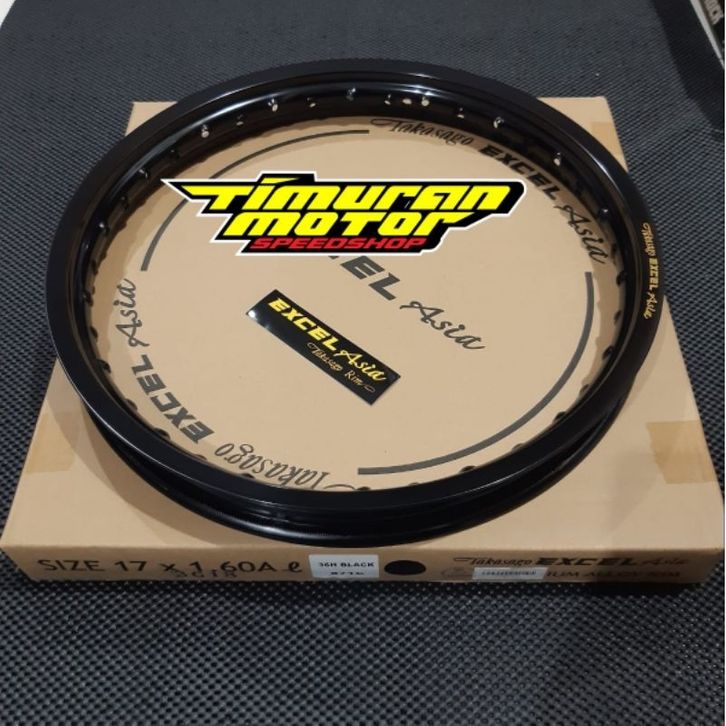 Takasago EXCEL Asia
TIMURAN
MOTOR
SPEEDSHOP
Takasago EXCEL Asia
EXCEL Asia
EXCEL Asia
Takasago Rim
Takasago EXCEL Asia
SIZE 17 x 1.60A
36H BLACK
Takasago EXCEL Asia